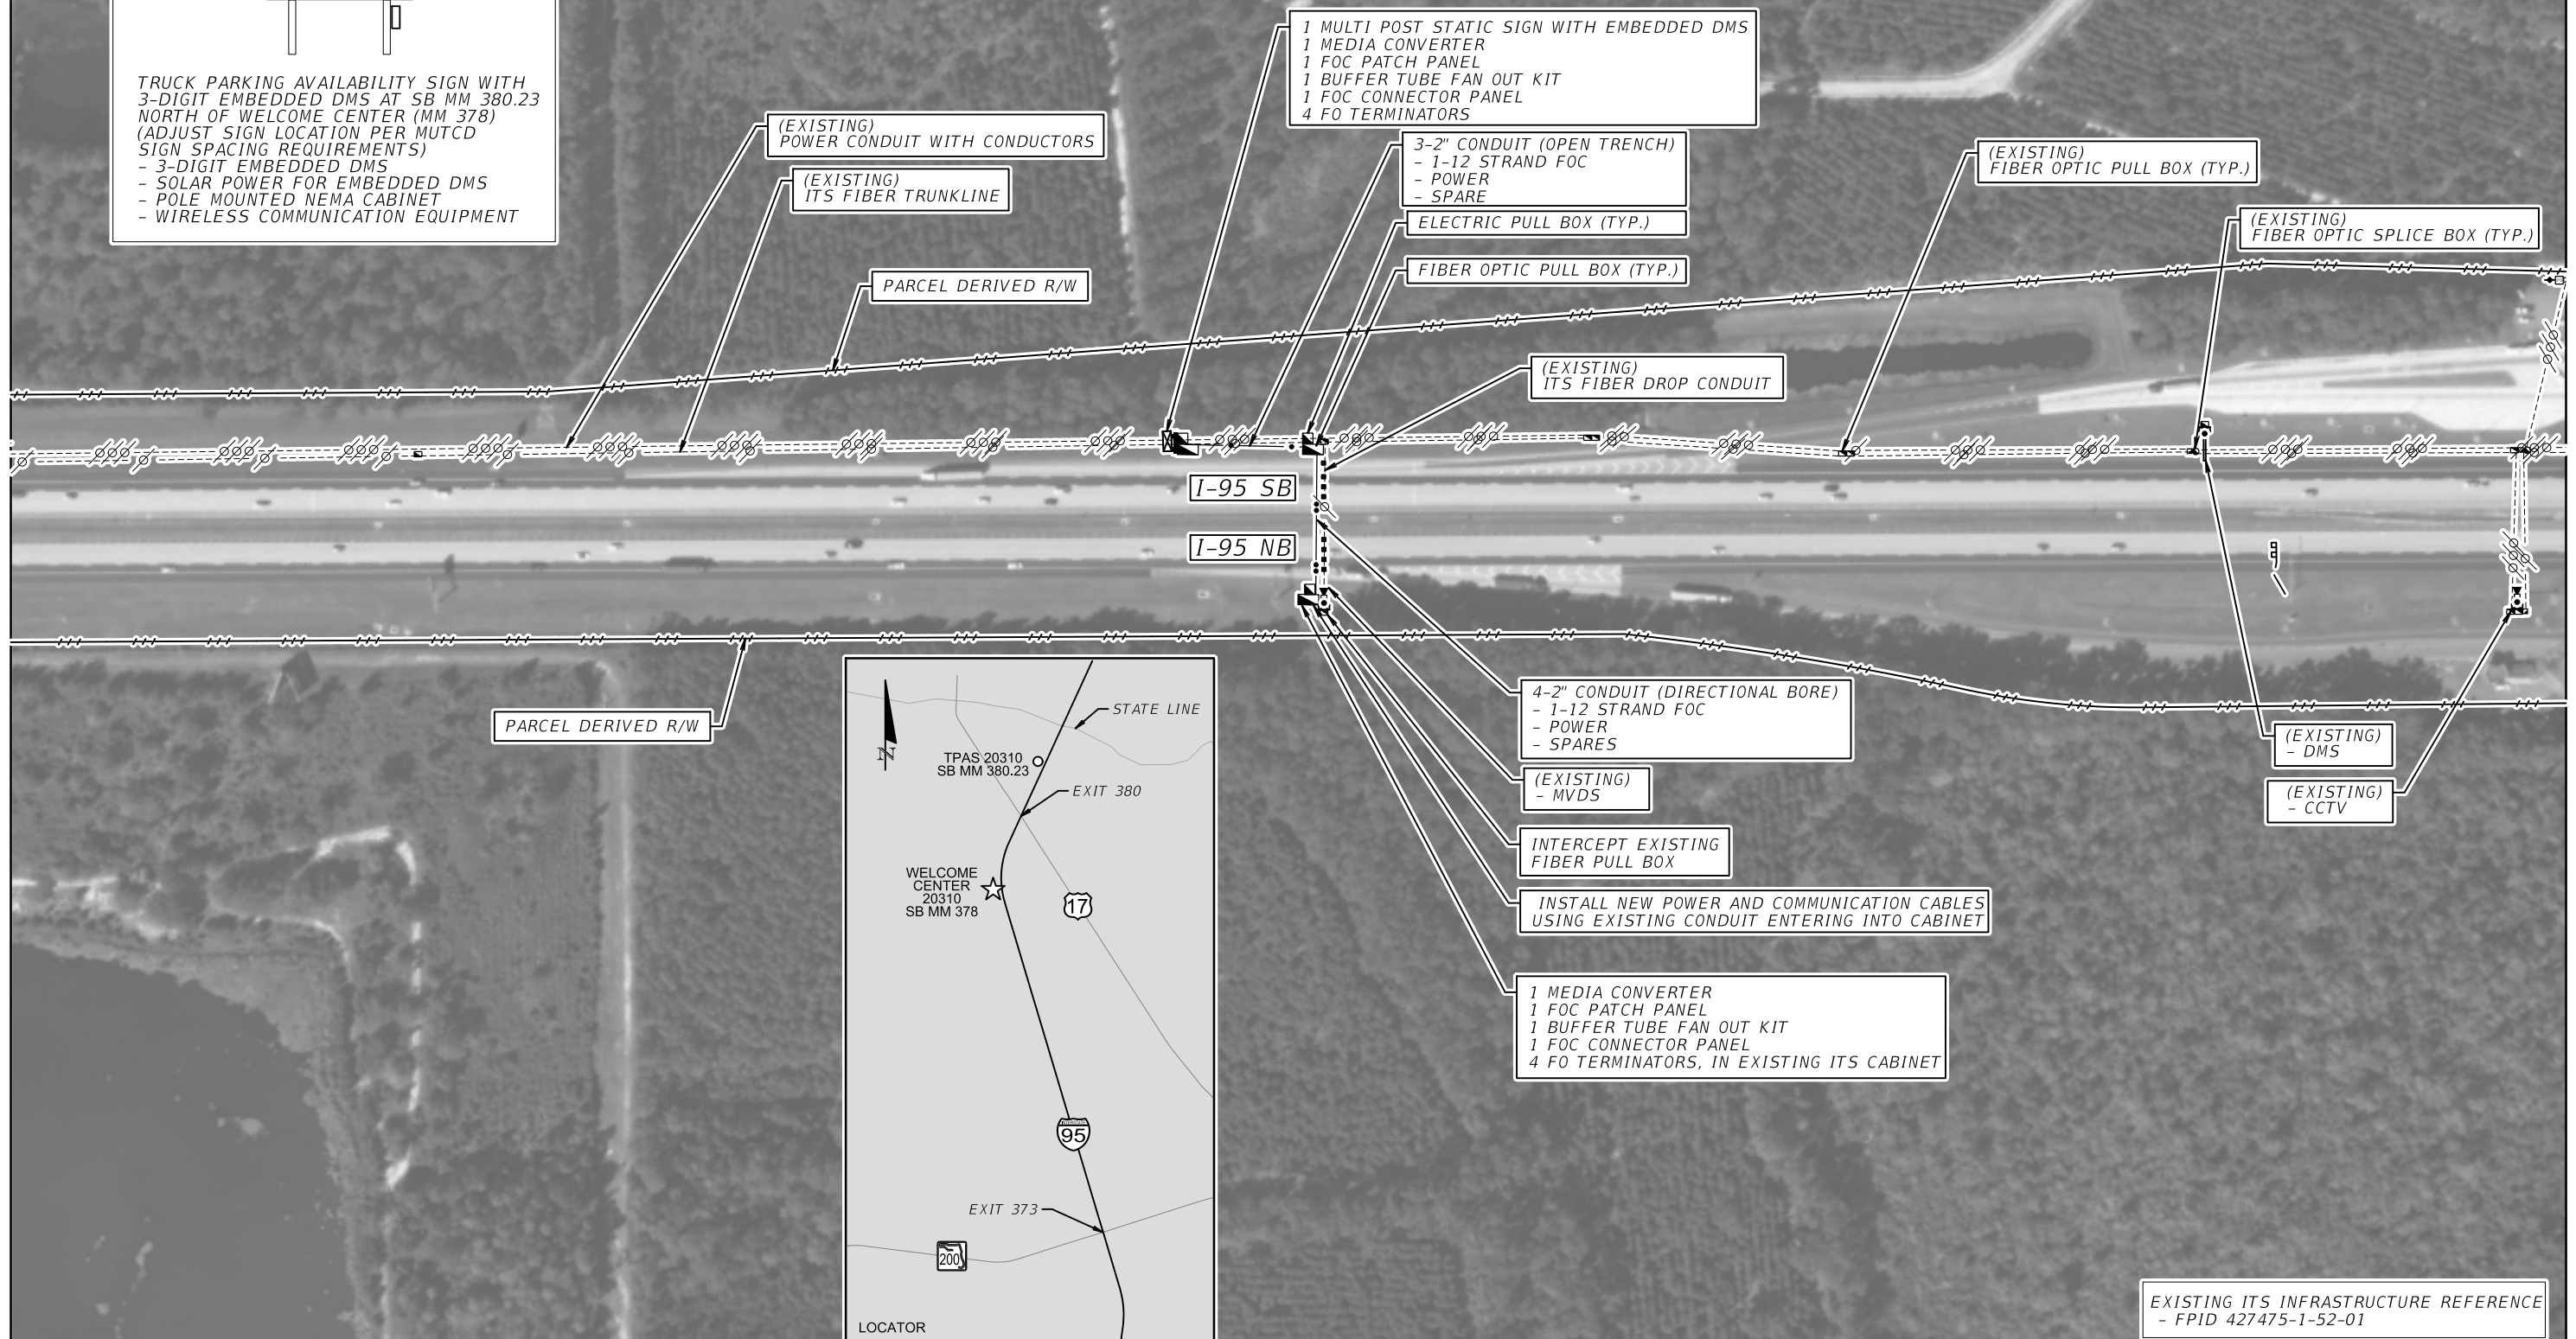 TRUCK PARKING AVAILABILITY SIGN WITH
3-DIGIT EMBEDDED DMS AT SB MM 380.23
NORTH OF WELCOME CENTER (MM 378)
(ADJUST SIGN LOCATION PER MUTCD
SIGN SPACING REQUIREMENTS)
- 3-DIGIT EMBEDDED DMS
- SOLAR POWER FOR EMBEDDED DMS
- POLE MOUNTED NEMA CABINET
- WIRELESS COMMUNICATION EQUIPMENT
(EXISTING)
POWER CONDUIT WITH CONDUCTORS
(EXISTING)
ITS FIBER TRUNKLINE
PARCEL DERIVED R/W
1 MULTI POST STATIC SIGN WITH EMBEDDED DMS
1 MEDIA CONVERTER
1 FOC PATCH PANEL
1 BUFFER TUBE FAN OUT KIT
1 FOC CONNECTOR PANEL
4 FO TERMINATORS
3-2" CONDUIT (OPEN TRENCH)
- 1-12 STRAND FOC
- POWER
- SPARE
ELECTRIC PULL BOX (TYP.)
FIBER OPTIC PULL BOX (TYP.)
(EXISTING)
ITS FIBER DROP CONDUIT
(EXISTING)
FIBER OPTIC PULL BOX (TYP.)
(EXISTING)
FIBER OPTIC SPLICE BOX (TYP.)
I-95 SB
I-95 NB
PARCEL DERIVED R/W
4-2" CONDUIT (DIRECTIONAL BORE)
- 1-12 STRAND FOC
- POWER
- SPARES
(EXISTING)
- MVDS
INTERCEPT EXISTING
FIBER PULL BOX
INSTALL NEW POWER AND COMMUNICATION CABLES
USING EXISTING CONDUIT ENTERING INTO CABINET
1 MEDIA CONVERTER
1 FOC PATCH PANEL
1 BUFFER TUBE FAN OUT KIT
1 FOC CONNECTOR PANEL
4 FO TERMINATORS, IN EXISTING ITS CABINET
(EXISTING)
- DMS
(EXISTING)
- CCTV
N
STATE LINE
TPAS 20310
SB MM 380.23
EXIT 380
WELCOME
CENTER
20310
SB MM 378
17
95
EXIT 373
200
LOCATOR
EXISTING ITS INFRASTRUCTURE REFERENCE
- FPID 427475-1-52-01